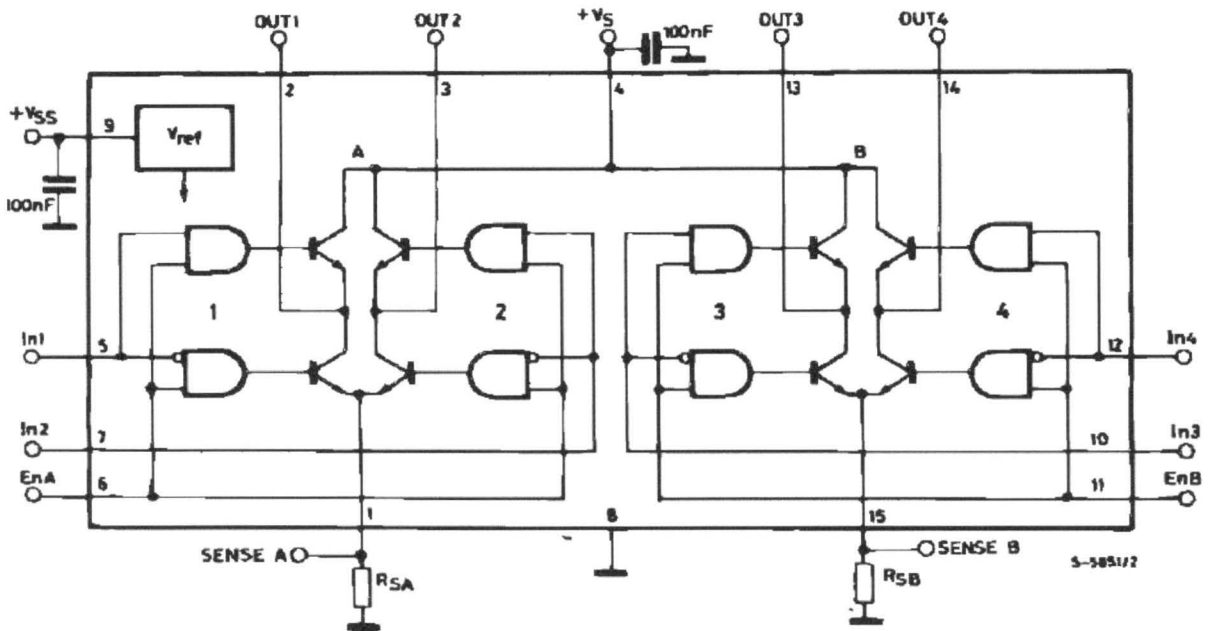 OUT1
OUT2
+VS
100nF
OUT3
OUT4
2
3
4
13
14
+VSS
9
Vref
100nF
A
B
1
2
3
4
In1
5
12
In4
In2
7
10
In3
EnA
6
11
EnB
1
8
15
SENSE A
RSA
SENSE B
RSB
S-5851/2